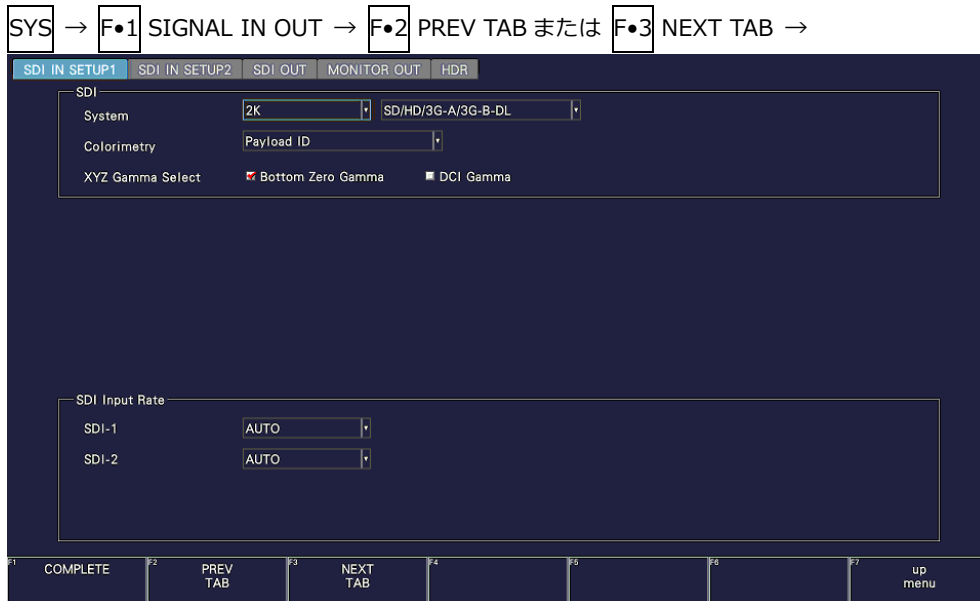 SYS → F•1 SIGNAL IN OUT → F•2 PREV TAB または F•3 NEXT TAB →
SDI IN SETUP1 SDI IN SETUP2 SDI OUT MONITOR OUT HDR
SDI
System 2K SD/HD/3G-A/3G-B-DL
Colorimetry Payload ID
XYZ Gamma Select Bottom Zero Gamma DCI Gamma
SDI Input Rate
SDI-1 AUTO
SDI-2 AUTO
F1 COMPLETE F2 PREV TAB F3 NEXT TAB F4 F5 F6 F7 up menu